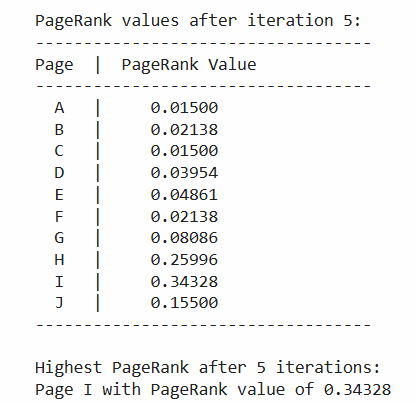 PageRank values after iteration 5:
-----------------------------------
Page  |  PageRank Value
-----------------------------------
  A   |     0.01500
  B   |     0.02138
  C   |     0.01500
  D   |     0.03954
  E   |     0.04861
  F   |     0.02138
  G   |     0.08086
  H   |     0.25996
  I   |     0.34328
  J   |     0.15500
-----------------------------------
Highest PageRank after 5 iterations:
Page I with PageRank value of 0.34328